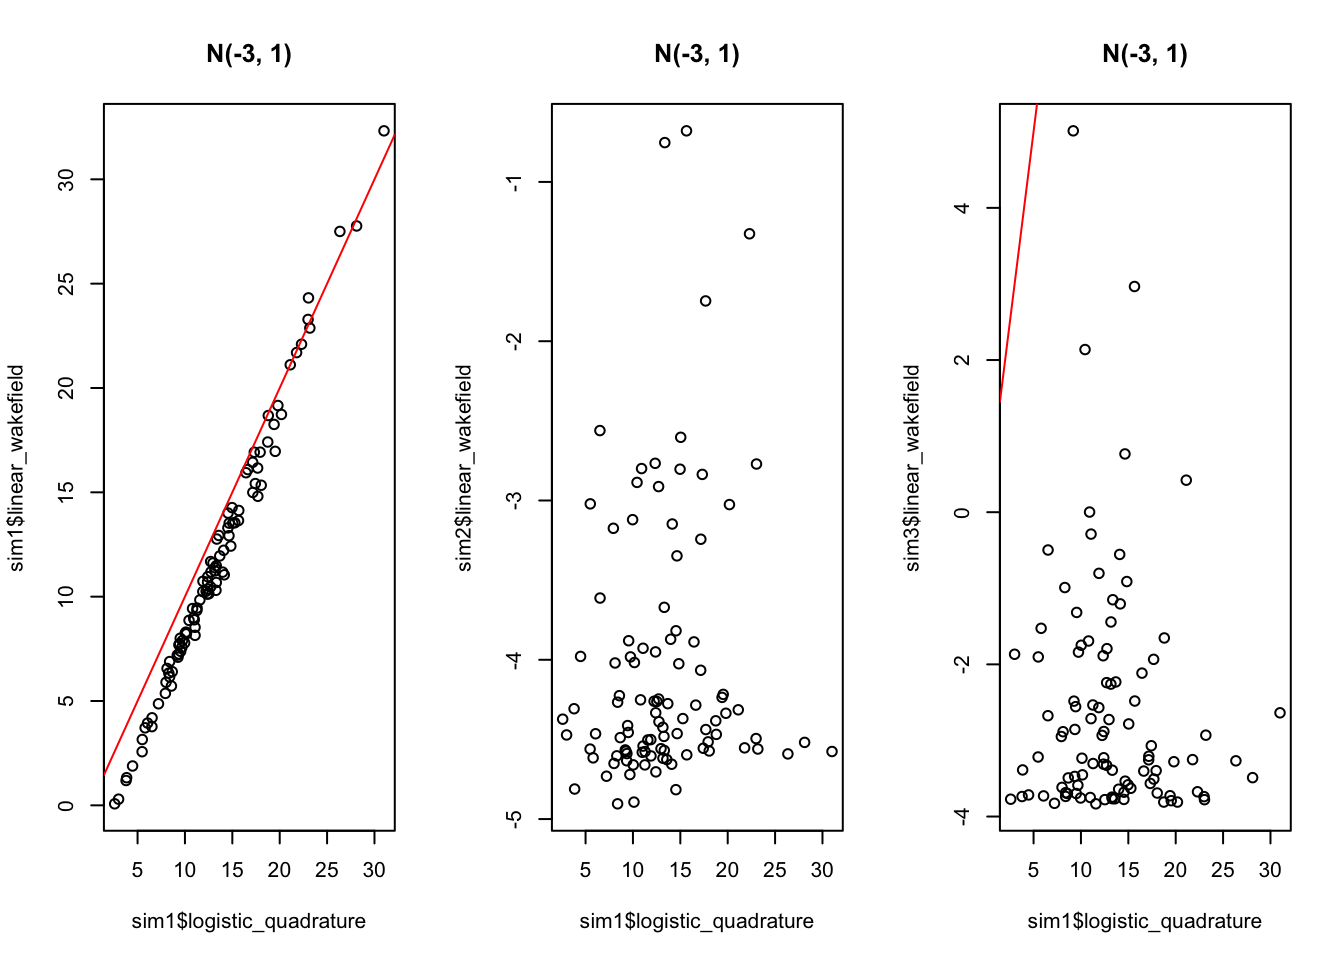 N(-3, 1)
sim1$linear_wakefield
30
25
20
15
10
5
0
5 10 15 20 25 30
sim1$logistic_quadrature
N(-3, 1)
sim2$linear_wakefield
-1
-2
-3
-4
-5
5 10 15 20 25 30
sim1$logistic_quadrature
N(-3, 1)
sim3$linear_wakefield
4
2
0
-2
-4
5 10 15 20 25 30
sim1$logistic_quadrature